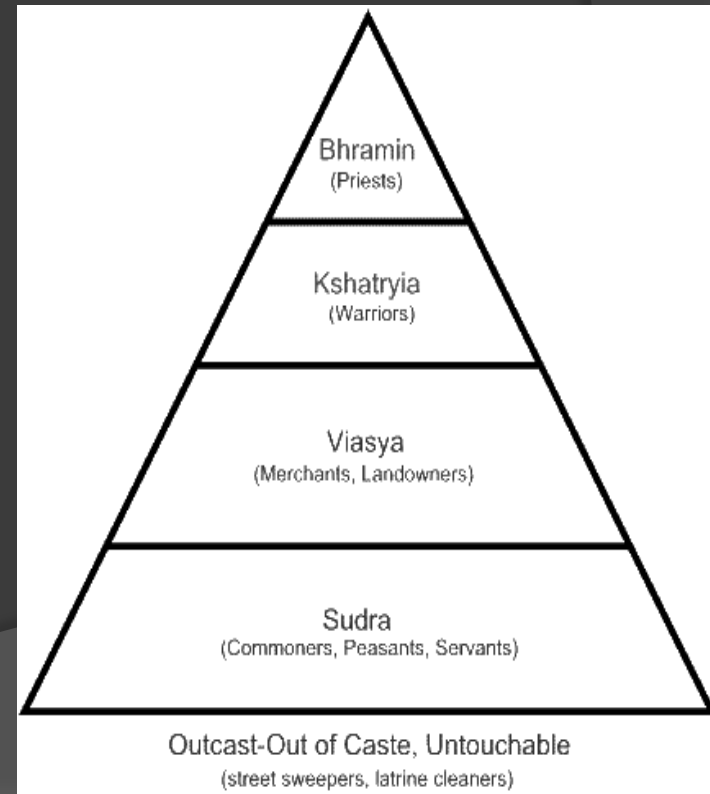 Bhramin
(Priests)
Kshatryia
(Warriors)
Viasya
(Merchants, Landowners)
Sudra
(Commoners, Peasants, Servants)
Outcast-Out of Caste, Untouchable
(street sweepers, latrine cleaners)